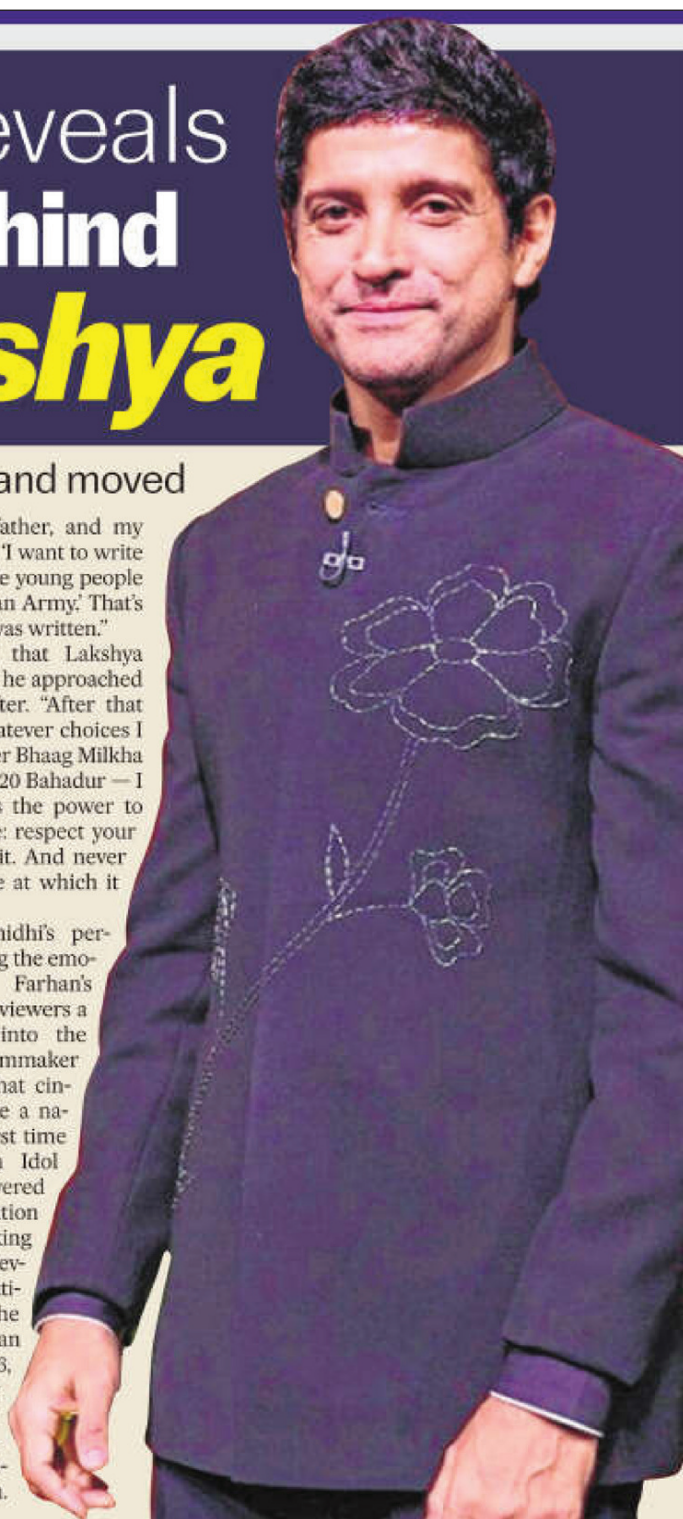 eveals
hind
shya
and moved
ather, and my
'I want to write
e young people
an Army.' That's
was written."
that Lakshya
he approached
ter. "After that
atever choices I
er Bhaag Milkha
20 Bahadur — I
s the power to
e: respect your
it. And never
e at which it
nidhi's per-
g the emo-
Farhan's
viewers a
into the
mmaker
hat cin-
e a na-
st time
Idol
ered
tion
king
ev-
ti-
he
an